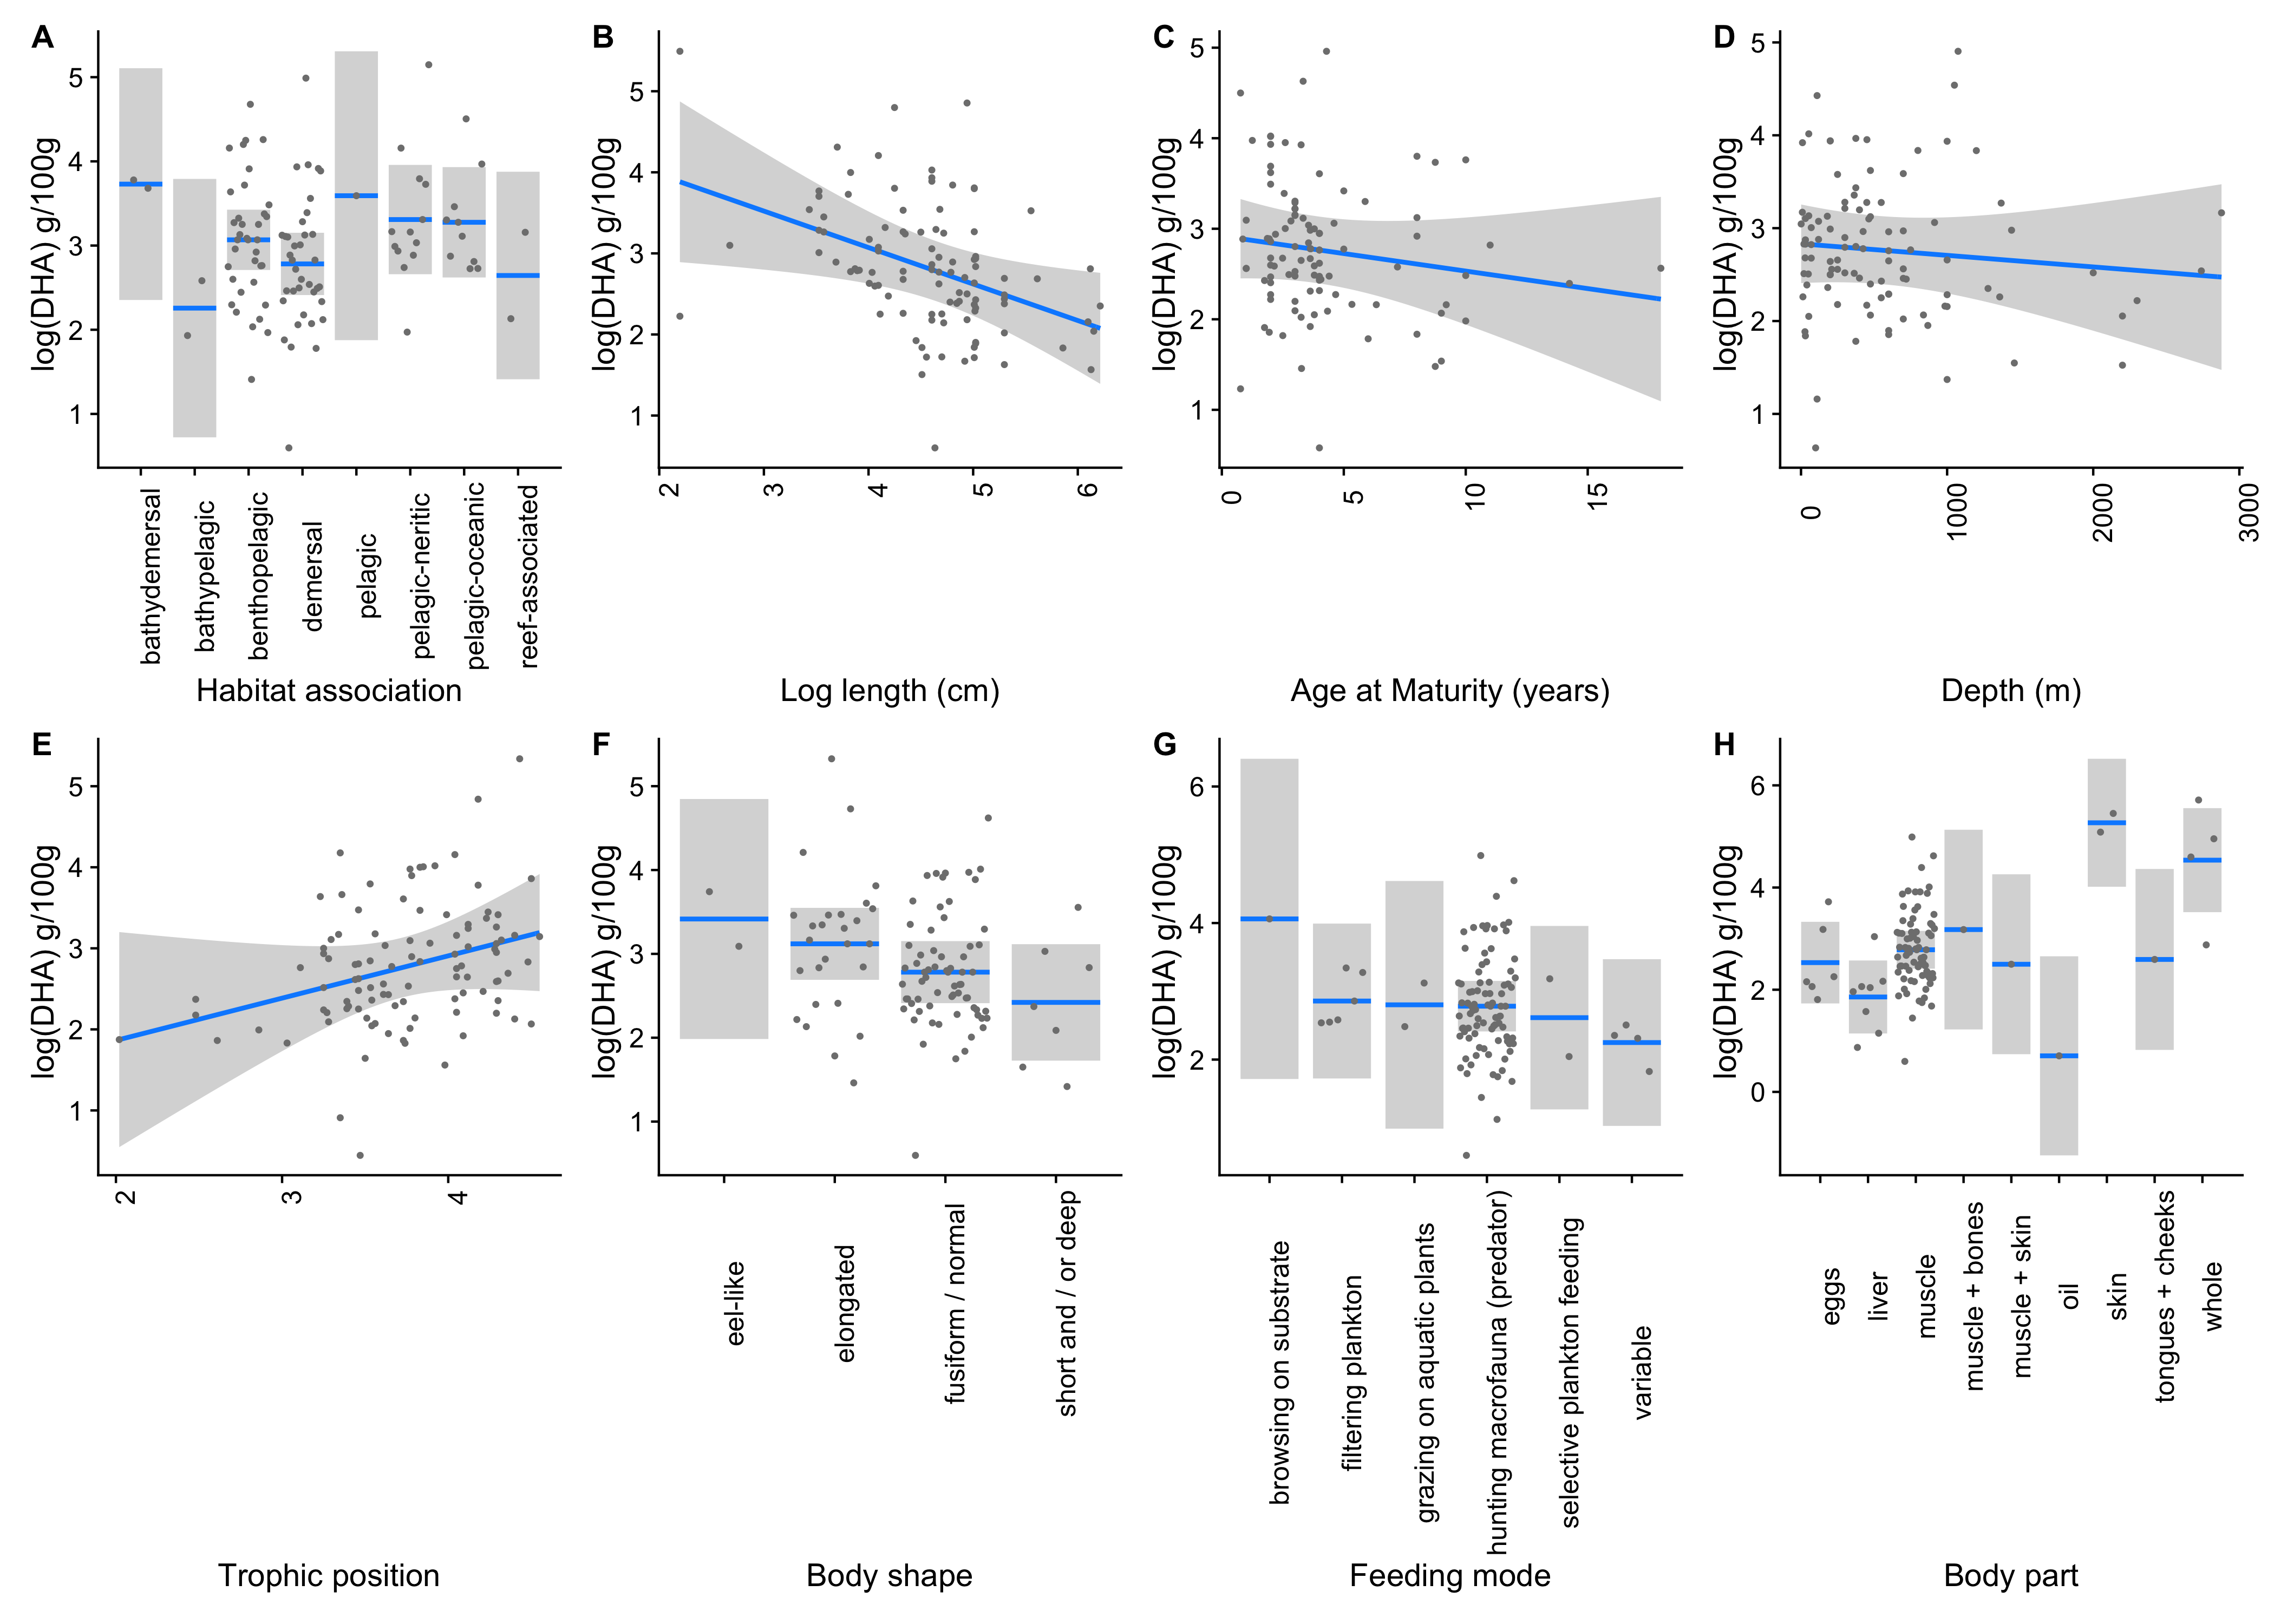 A
log(DHA) g/100g
5
4
3
2
1
bathydemersal
bathypelagic
benthopelagic
demersal
pelagic
pelagic-neritic
pelagic-oceanic
reef-associated
Habitat association
B
log(DHA) g/100g
5
4
3
2
1
2
3
4
5
6
Log length (cm)
C
log(DHA) g/100g
5
4
3
2
1
0
5
10
15
Age at Maturity (years)
D
log(DHA) g/100g
5
4
3
2
1
0
1000
2000
3000
Depth (m)
E
log(DHA) g/100g
5
4
3
2
1
2
3
4
Trophic position
F
log(DHA) g/100g
5
4
3
2
1
eel-like
elongated
fusiform / normal
short and / or deep
Body shape
G
log(DHA) g/100g
6
4
2
browsing on substrate
filtering plankton
grazing on aquatic plants
hunting macrofauna (predator)
selective plankton feeding
variable
Feeding mode
H
log(DHA) g/100g
6
4
2
0
eggs
liver
muscle
muscle + bones
muscle + skin
oil
skin
tongues + cheeks
whole
Body part